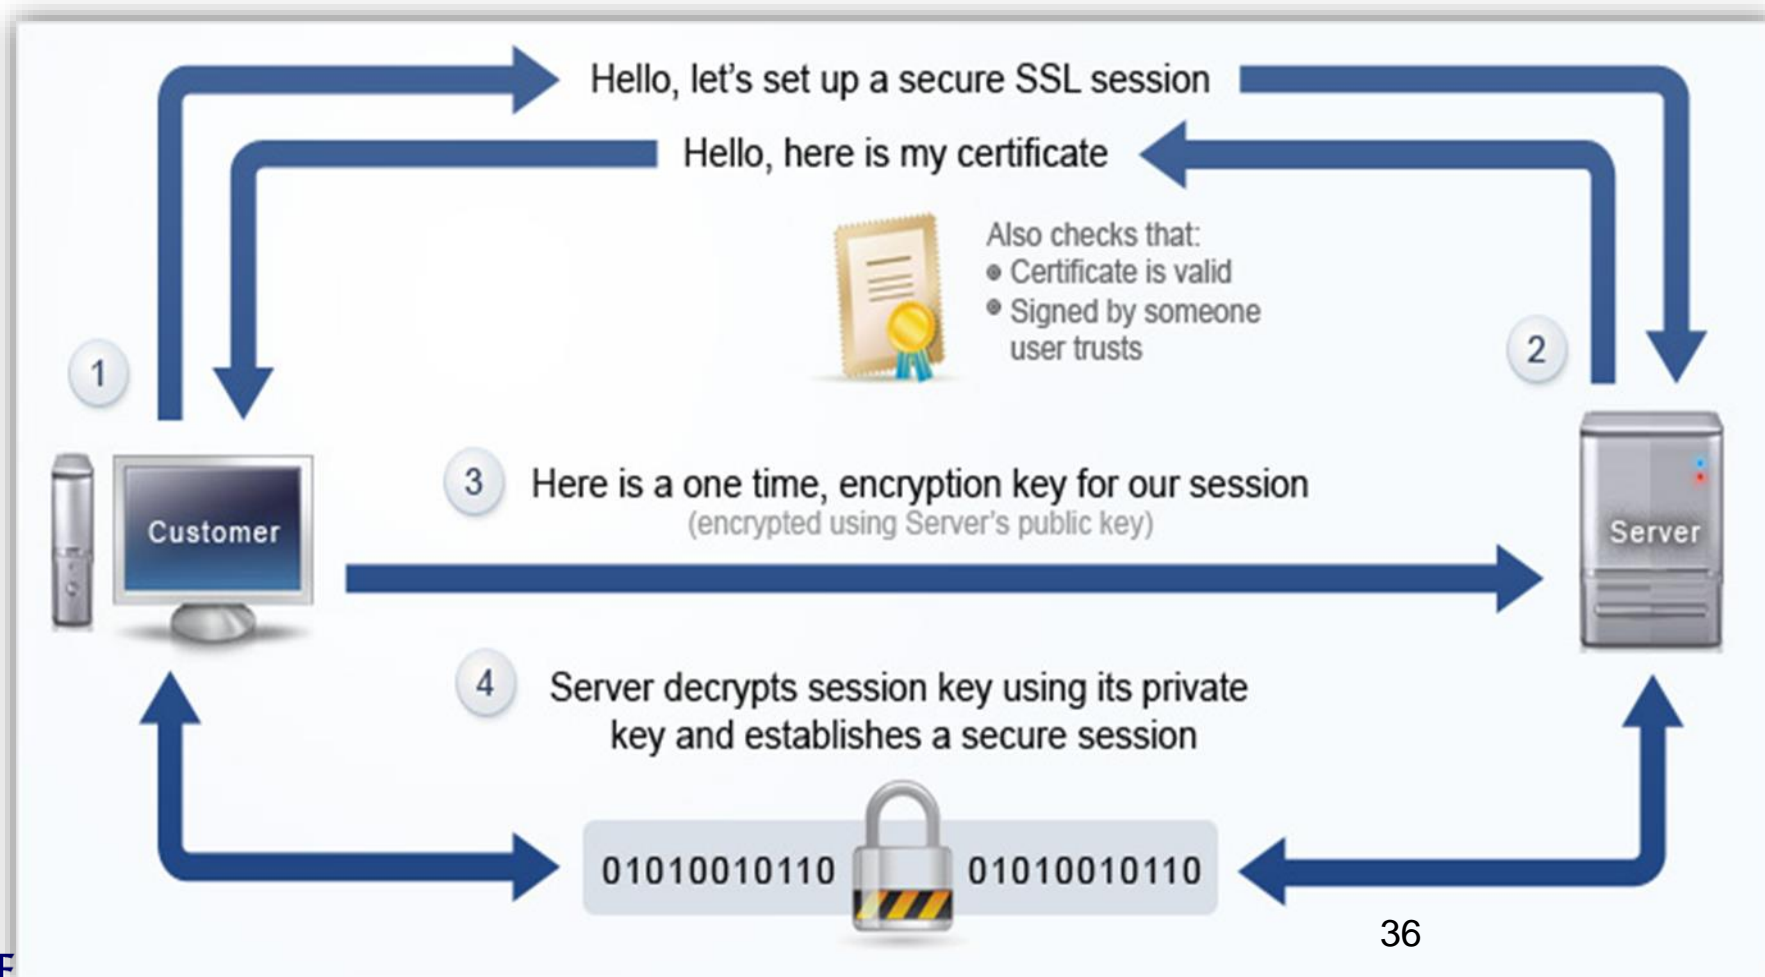 Hello, let's set up a secure SSL session
Hello, here is my certificate
Also checks that:
• Certificate is valid
• Signed by someone
user trusts
1
2
3 Here is a one time, encryption key for our session
(encrypted using Server's public key)
Customer
Server
4 Server decrypts session key using its private
key and establishes a secure session
01010010110 01010010110
36